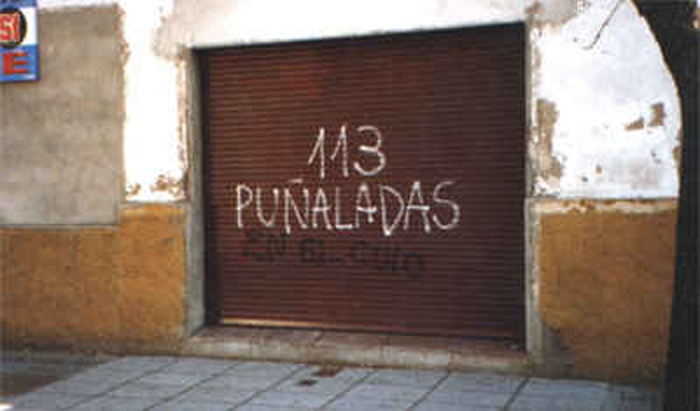 113
PUÑALADAS
EN EL CULO
E